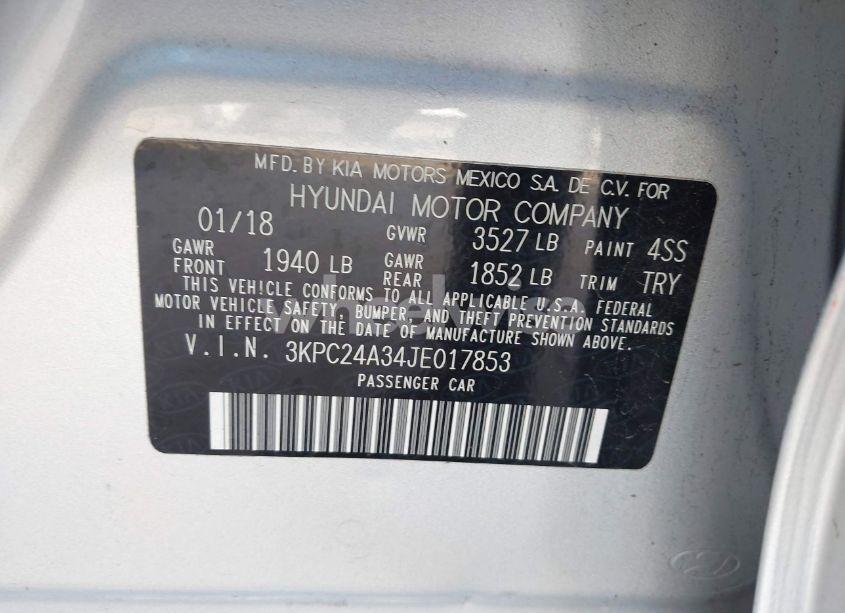 MFD. BY KIA MOTORS MEXICO S.A. DE C.V. FOR
HYUNDAI MOTOR COMPANY
01/18 GVWR 3527 LB PAINT 4SS
GAWR FRONT 1940 LB GAWR REAR 1852 LB TRIM TRY
THIS VEHICLE CONFORMS TO ALL APPLICABLE U.S.A. FEDERAL
MOTOR VEHICLE SAFETY, BUMPER, AND THEFT PREVENTION STANDARDS
IN EFFECT ON THE DATE OF MANUFACTURE SHOWN ABOVE.
V.I.N. 3KPC24A34JE017853
PASSENGER CAR